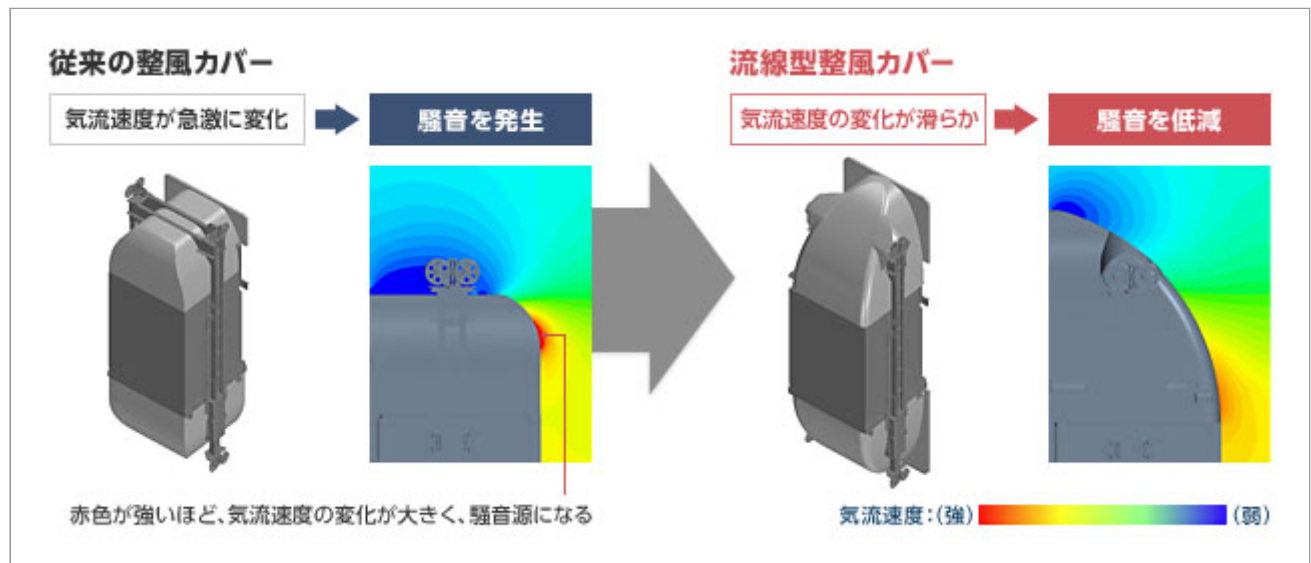 従来の整風カバー
気流速度が急激に変化
騒音を発生
赤色が強いほど、気流速度の変化が大きく、騒音源になる
流線型整風カバー
気流速度の変化が滑らか
騒音を低減
気流速度:(強)
(弱)